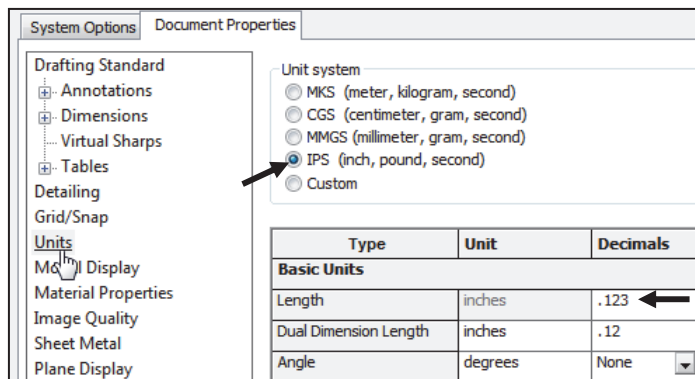 System Options
Document Properties
Drafting Standard
Annotations
Dimensions
Virtual Sharps
Tables
Detailing
Grid/Snap
Units
Display
Material Properties
Image Quality
Sheet Metal
Plane Display
Unit system
MKS (meter, kilogram, second)
CGS (centimeter, gram, second)
MMGS (millimeter, gram, second)
IPS (inch, pound, second)
Custom
Type Unit Decimals
Basic Units
Length inches .123
Dual Dimension Length inches .12
Angle degrees None